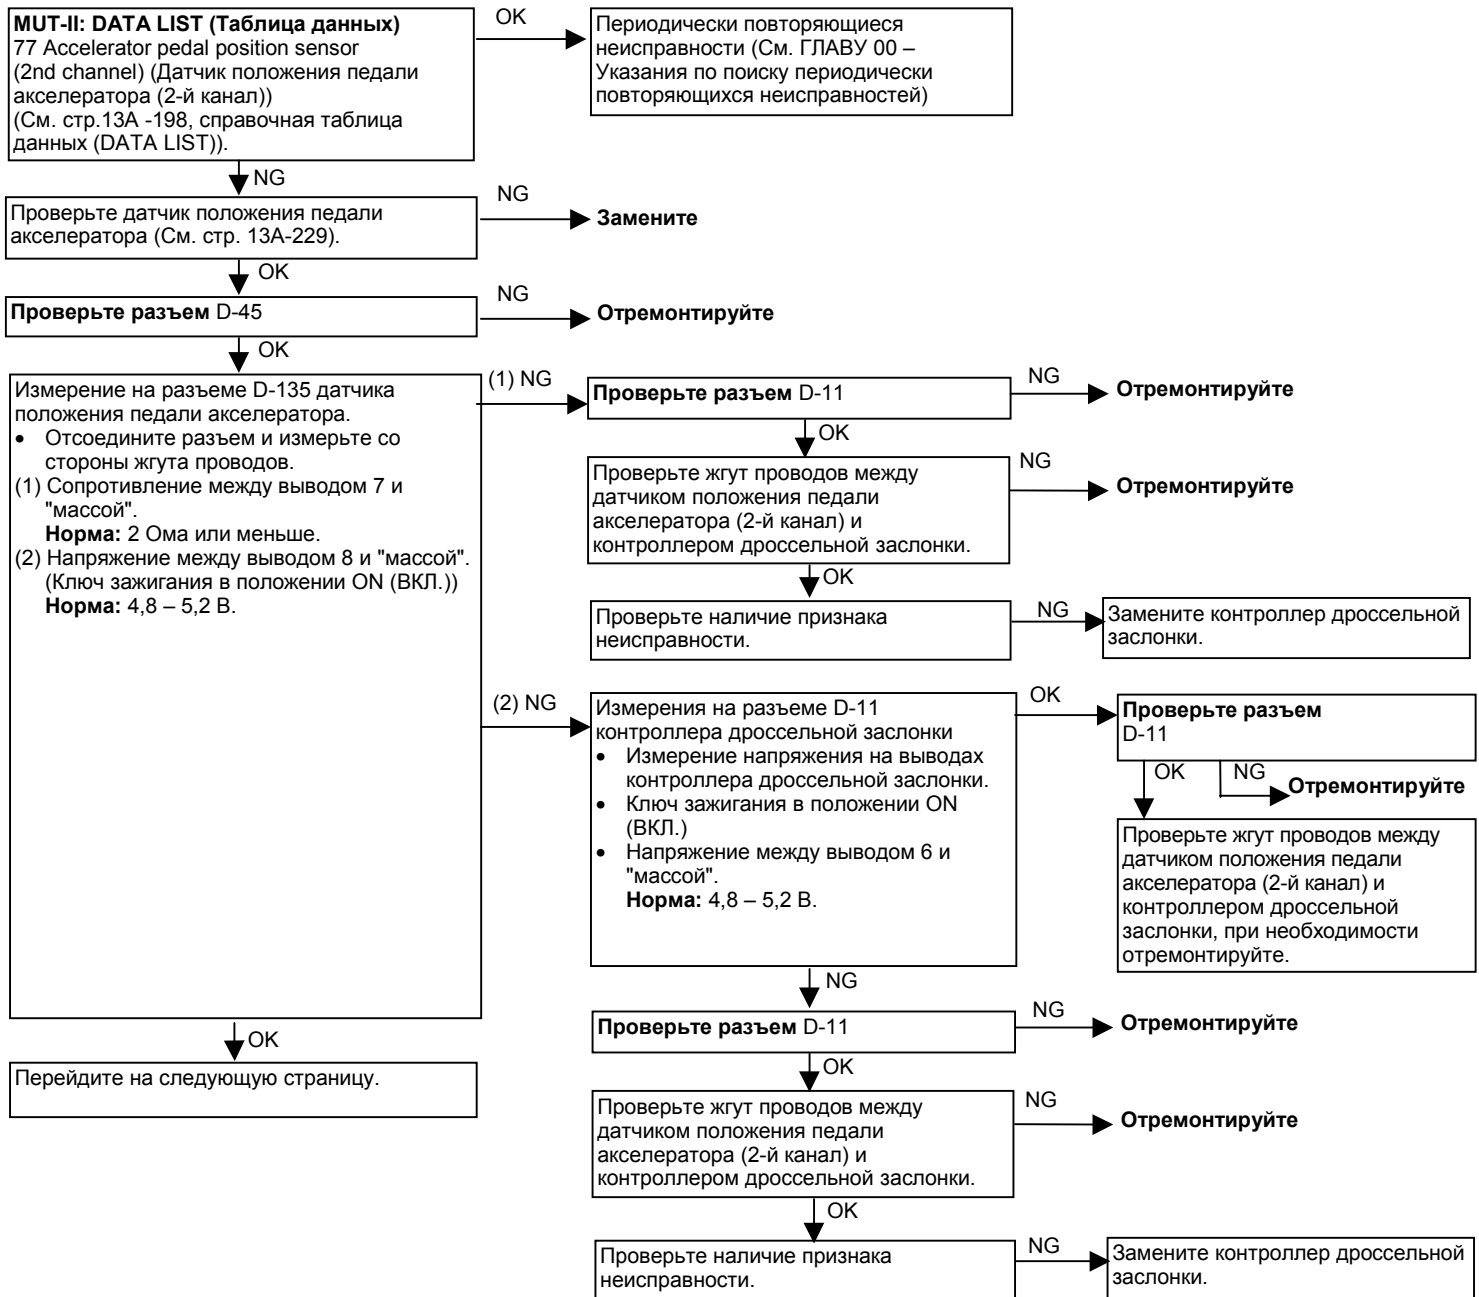 MUT-II: DATA LIST (Таблица данных)
77 Accelerator pedal position sensor
(2nd channel) (Датчик положения педали
акселератора (2-й канал))
(См. стр.13А -198, справочная таблица
данных (DATA LIST)).
OK
Периодически повторяющиеся
неисправности (См. ГЛАВУ 00 –
Указания по поиску периодически
повторяющихся неисправностей)
NG
Проверьте датчик положения педали
акселератора (См. стр. 13А-229).
NG
Замените
OK
Проверьте разъем D-45
NG
Отремонтируйте
OK
Измерение на разъеме D-135 датчика
положения педали акселератора.
• Отсоедините разъем и измерьте со
стороны жгута проводов.
(1) Сопротивление между выводом 7 и
"массой".
Норма: 2 Ома или меньше.
(2) Напряжение между выводом 8 и "массой".
(Ключ зажигания в положении ON (ВКЛ.))
Норма: 4,8 – 5,2 В.
(1) NG
Проверьте разъем D-11
NG
Отремонтируйте
OK
Проверьте жгут проводов между
датчиком положения педали
акселератора (2-й канал) и
контроллером дроссельной заслонки.
NG
Отремонтируйте
OK
Проверьте наличие признака
неисправности.
NG
Замените контроллер дроссельной
заслонки.
(2) NG
Измерения на разъеме D-11
контроллера дроссельной заслонки
• Измерение напряжения на выводах
контроллера дроссельной заслонки.
• Ключ зажигания в положении ON
(ВКЛ.)
• Напряжение между выводом 6 и
"массой".
Норма: 4,8 – 5,2 В.
OK
Проверьте разъем
D-11
OK
NG
Отремонтируйте
Проверьте жгут проводов между
датчиком положения педали
акселератора (2-й канал) и
контроллером дроссельной
заслонки, при необходимости
отремонтируйте.
NG
Проверьте разъем D-11
NG
Отремонтируйте
OK
Перейдите на следующую страницу.
OK
Проверьте жгут проводов между
датчиком положения педали
акселератора (2-й канал) и
контроллером дроссельной заслонки.
NG
Отремонтируйте
OK
Проверьте наличие признака
неисправности.
NG
Замените контроллер дроссельной
заслонки.